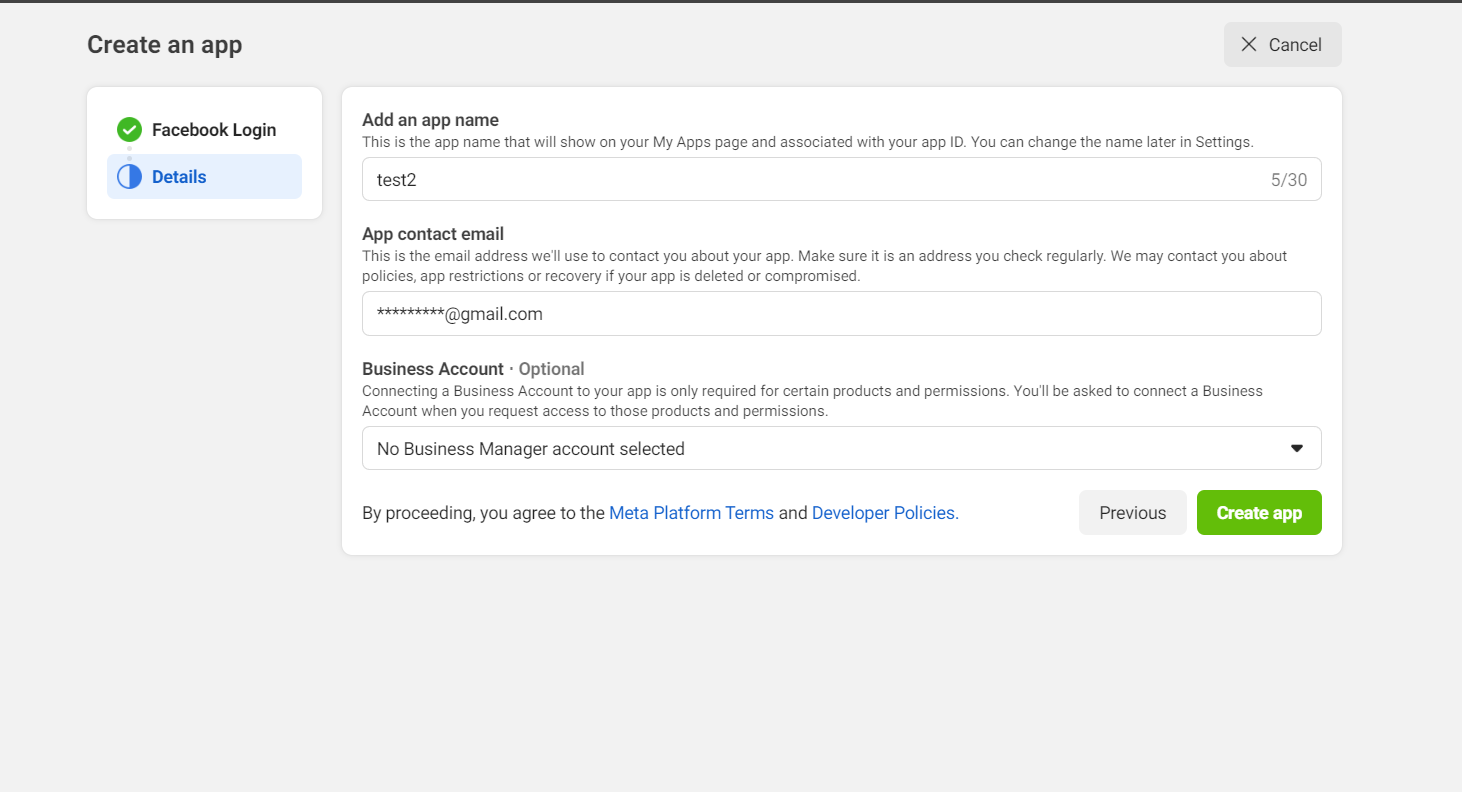 Create an app
Cancel
Facebook Login
Details
Add an app name
This is the app name that will show on your My Apps page and associated with your app ID. You can change the name later in Settings.
test2
5/30
App contact email
This is the email address we'll use to contact you about your app. Make sure it is an address you check regularly. We may contact you about
policies, app restrictions or recovery if your app is deleted or compromised.
*********@gmail.com
Business Account · Optional
Connecting a Business Account to your app is only required for certain products and permissions. You'll be asked to connect a Business
Account when you request access to those products and permissions.
No Business Manager account selected
By proceeding, you agree to the Meta Platform Terms and Developer Policies.
Previous
Create app